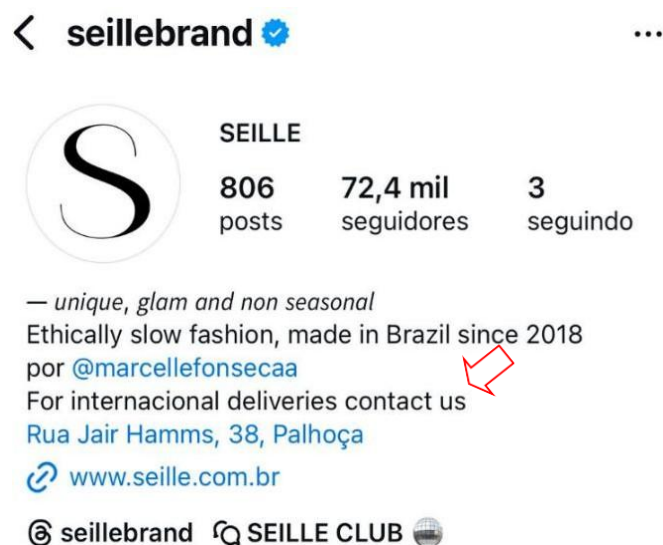 seillebrand
SEILLE
806 72,4 mil 3
posts seguidores seguindo
— unique, glam and non seasonal
Ethically slow fashion, made in Brazil since 2018
por @marcellefonsecaa
For internacional deliveries contact us
Rua Jair Hamms, 38, Palhoça
www.seille.com.br
seillebrand SEILLE CLUB